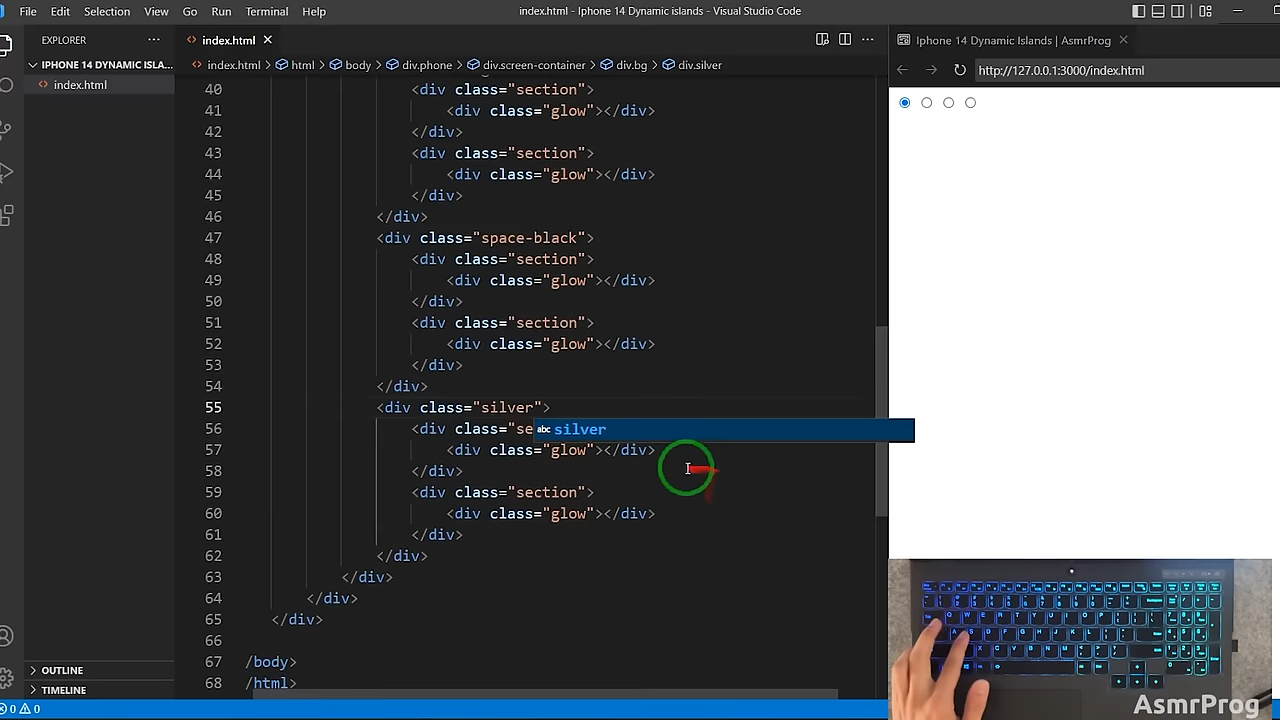 File Edit Selection View Go Run Terminal Help
index.html - Iphone 14 Dynamic islands - Visual Studio Code
EXPLORER
IPHONE 14 DYNAMIC ISLA...
index.html
index.html
index.html > html > body > div.phone > div.screen-container > div.bg > div.silver
40 <div class="section">
41 <div class="glow"></div>
42 </div>
43 <div class="section">
44 <div class="glow"></div>
45 </div>
46 </div>
47 <div class="space-black">
48 <div class="section">
49 <div class="glow"></div>
50 </div>
51 <div class="section">
52 <div class="glow"></div>
53 </div>
54 </div>
55 <div class="silver">
56 <div class="se
abc silver
57 <div class="glow"></div>
58 </div>
59 <div class="section">
60 <div class="glow"></div>
61 </div>
62 </div>
63 </div>
64 </div>
65 </div>
66
67 /body>
68 /html>
OUTLINE
TIMELINE
0 0
Iphone 14 Dynamic Islands | AsmrProg
http://127.0.0.1:3000/index.html
AsmrProg